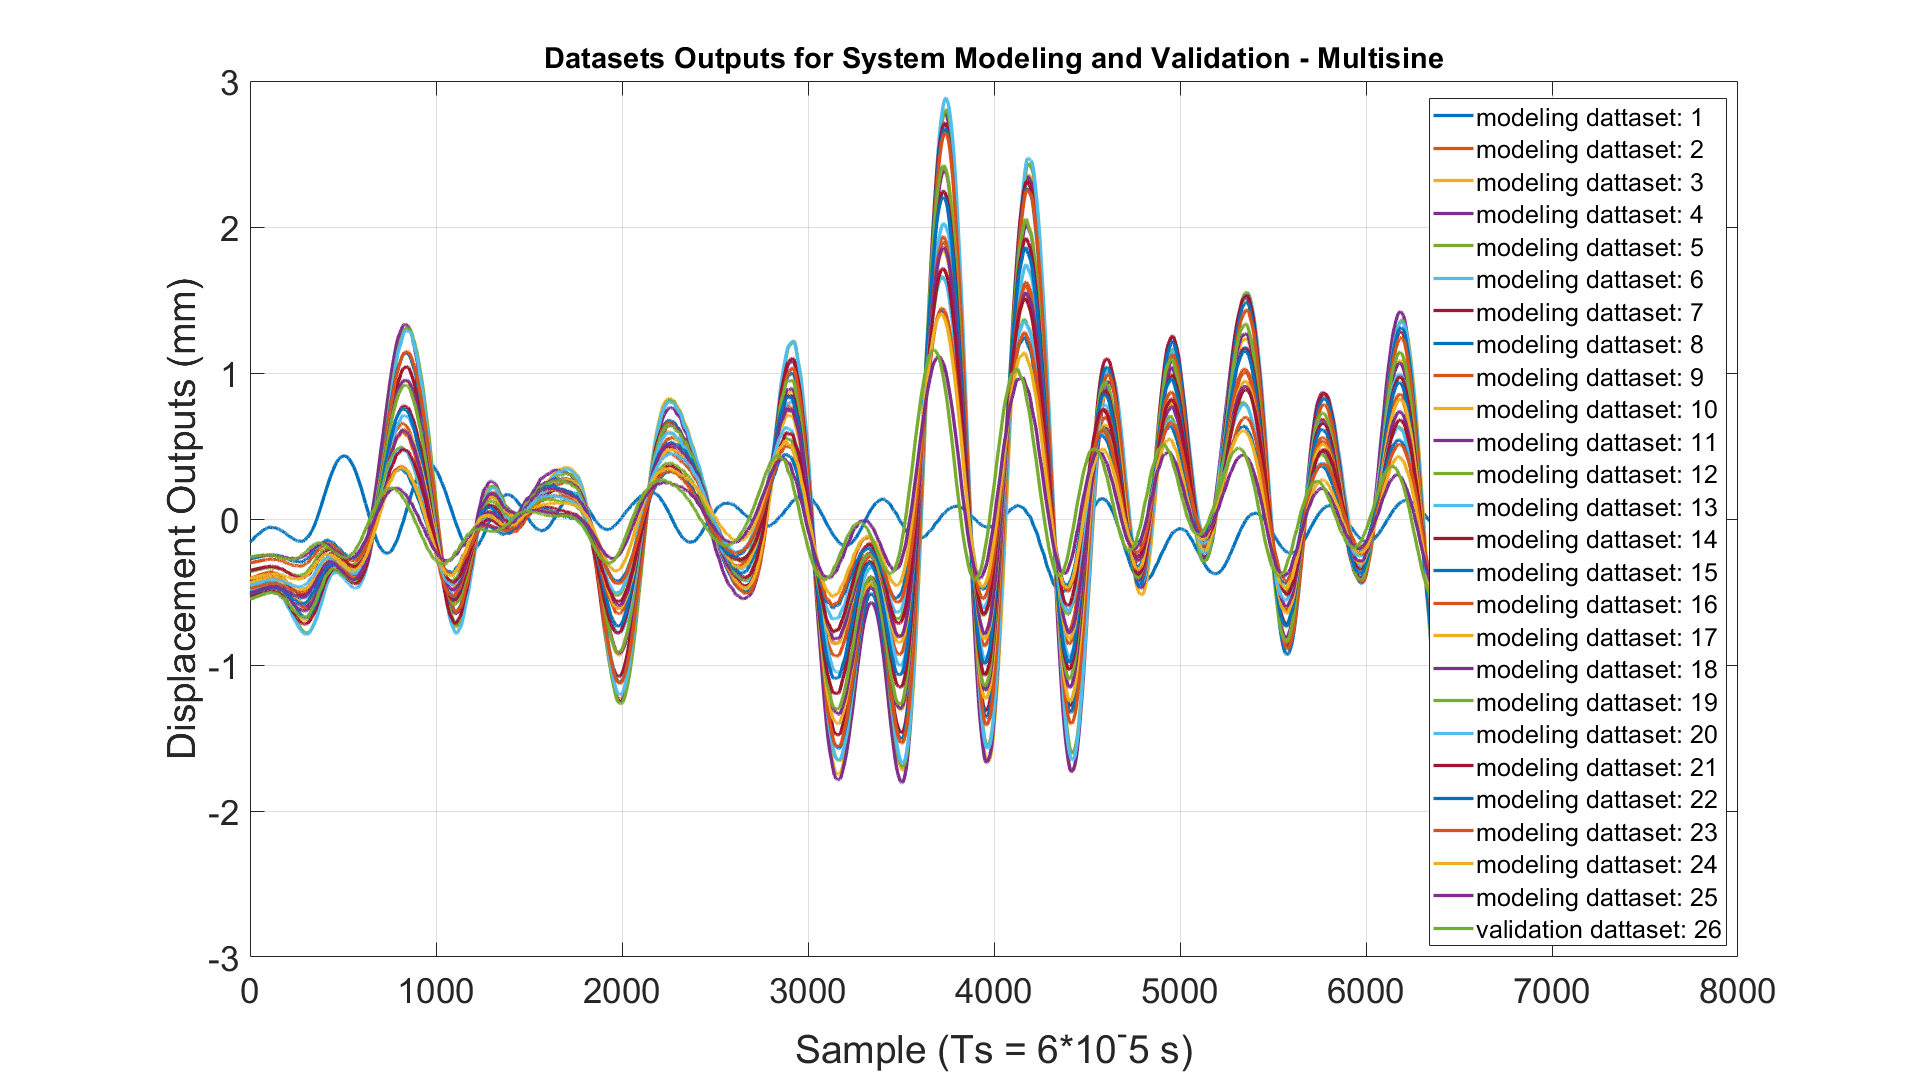 Datasets Outputs for System Modeling and Validation - Multisine
3
2
1
0
-1
-2
-3
Displacement Outputs (mm)
modeling dattaset: 1
modeling dattaset: 2
modeling dattaset: 3
modeling dattaset: 4
modeling dattaset: 5
modeling dattaset: 6
modeling dattaset: 7
modeling dattaset: 8
modeling dattaset: 9
modeling dattaset: 10
modeling dattaset: 11
modeling dattaset: 12
modeling dattaset: 13
modeling dattaset: 14
modeling dattaset: 15
modeling dattaset: 16
modeling dattaset: 17
modeling dattaset: 18
modeling dattaset: 19
modeling dattaset: 20
modeling dattaset: 21
modeling dattaset: 22
modeling dattaset: 23
modeling dattaset: 24
modeling dattaset: 25
validation dattaset: 26
0 1000 2000 3000 4000 5000 6000 7000 8000
Sample (Ts = 6*10⁻5 s)